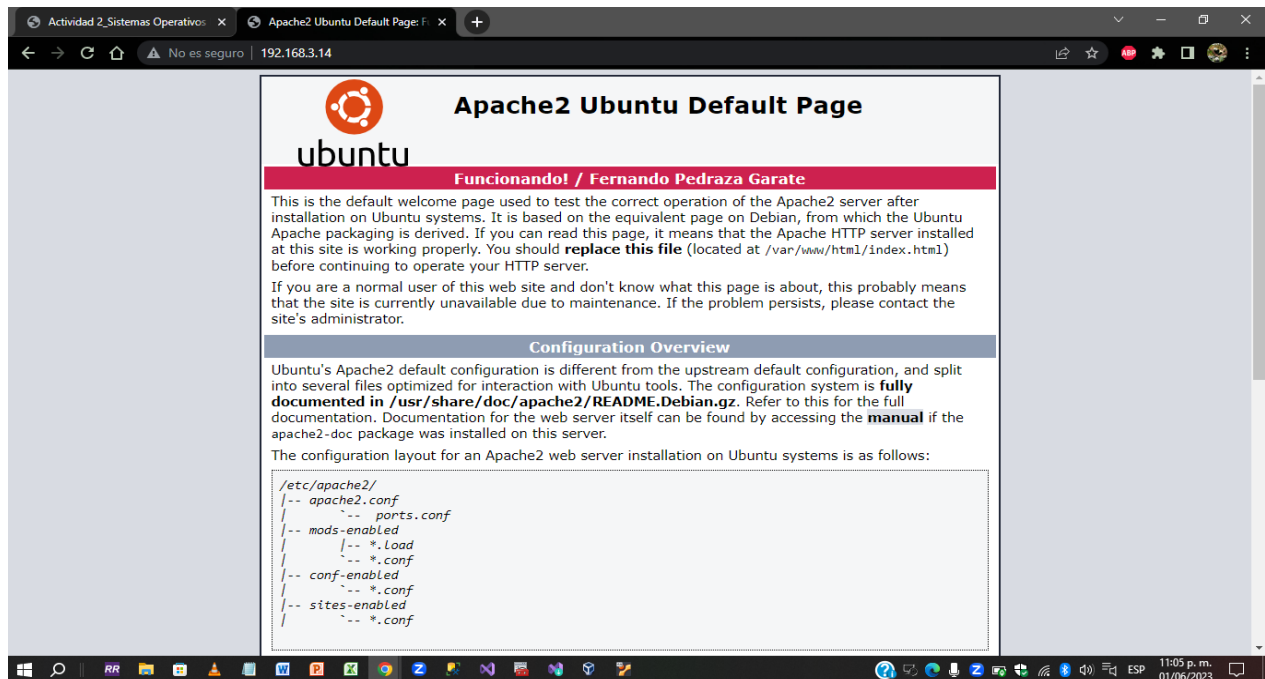 Actividad 2_Sistemas Operativos
Apache2 Ubuntu Default Page: F
No es seguro
192.168.3.14
ABP
ubuntu
Apache2 Ubuntu Default Page
Funcionando! / Fernando Pedraza Garate
This is the default welcome page used to test the correct operation of the Apache2 server after
installation on Ubuntu systems. It is based on the equivalent page on Debian, from which the Ubuntu
Apache packaging is derived. If you can read this page, it means that the Apache HTTP server installed
at this site is working properly. You should replace this file (located at /var/www/html/index.html)
before continuing to operate your HTTP server.
If you are a normal user of this web site and don't know what this page is about, this probably means
that the site is currently unavailable due to maintenance. If the problem persists, please contact the
site's administrator.
Configuration Overview
Ubuntu's Apache2 default configuration is different from the upstream default configuration, and split
into several files optimized for interaction with Ubuntu tools. The configuration system is fully
documented in /usr/share/doc/apache2/README.Debian.gz. Refer to this for the full
documentation. Documentation for the web server itself can be found by accessing the manual if the
apache2-doc package was installed on this server.
The configuration layout for an Apache2 web server installation on Ubuntu systems is as follows:
/etc/apache2/
|-- apache2.conf
|       `--  ports.conf
|-- mods-enabled
|       |-- *.load
|       `-- *.conf
|-- conf-enabled
|       `-- *.conf
|-- sites-enabled
|       `-- *.conf
RR
ESP
11:05 p. m.
01/06/2023